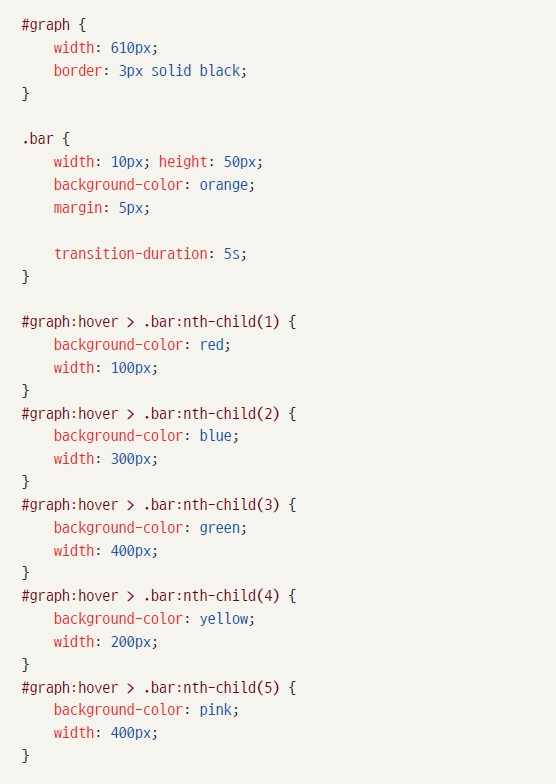 #graph {
    width: 610px;
    border: 3px solid black;
}

.bar {
    width: 10px; height: 50px;
    background-color: orange;
    margin: 5px;

    transition-duration: 5s;
}

#graph:hover > .bar:nth-child(1) {
    background-color: red;
    width: 100px;
}
#graph:hover > .bar:nth-child(2) {
    background-color: blue;
    width: 300px;
}
#graph:hover > .bar:nth-child(3) {
    background-color: green;
    width: 400px;
}
#graph:hover > .bar:nth-child(4) {
    background-color: yellow;
    width: 200px;
}
#graph:hover > .bar:nth-child(5) {
    background-color: pink;
    width: 400px;
}